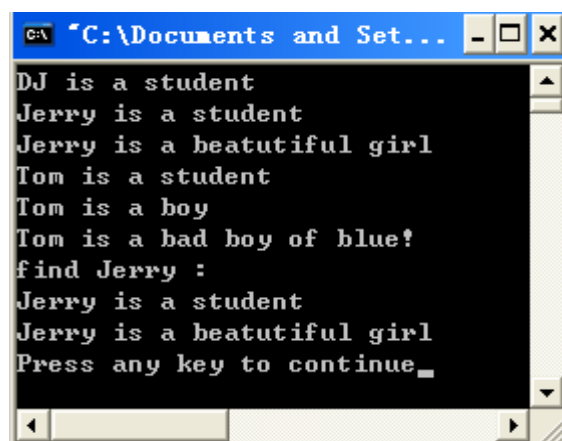 "C:\Documents and Set...
DJ is a student
Jerry is a student
Jerry is a beatutiful girl
Tom is a student
Tom is a boy
Tom is a bad boy of blue!
find Jerry :
Jerry is a student
Jerry is a beatutiful girl
Press any key to continue_